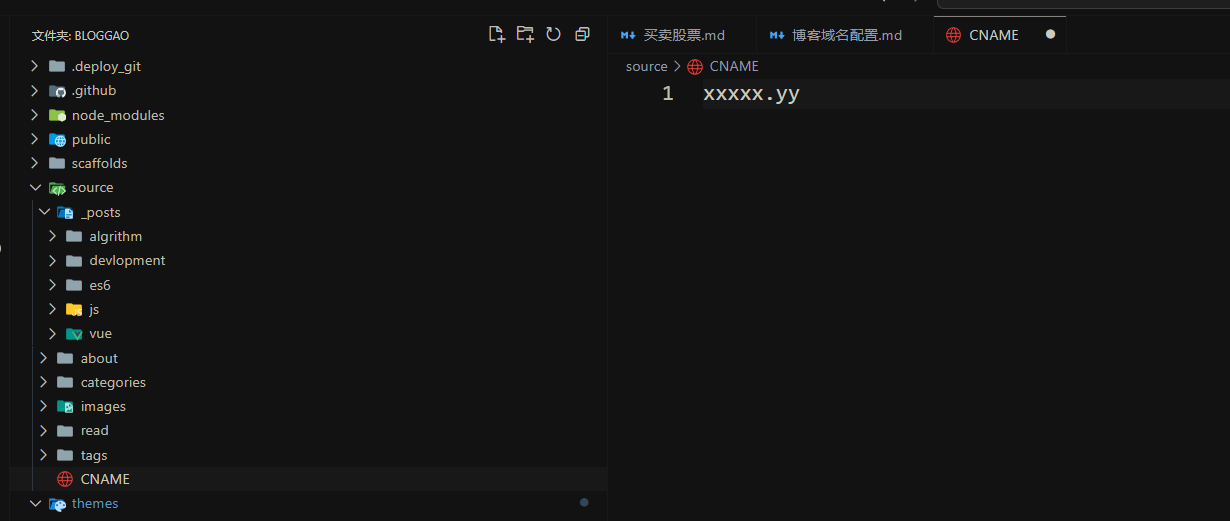 文件夹: BLOGGAO
.deploy_git
.github
node_modules
public
scaffolds
source
_posts
algrithm
devlopment
es6
js
vue
about
categories
images
read
tags
CNAME
themes
买卖股票.md 博客域名配置.md CNAME
source > CNAME
1 xxxxx.yy